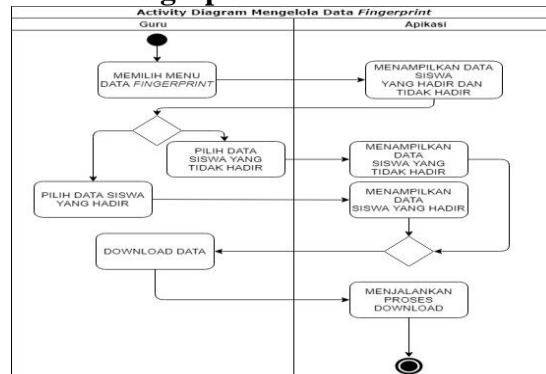 Activity Diagram Mengelola Data Fingerprint
Guru
Apikasi
MEMILIH MENU
DATA FINGERPRINT
MENAMPILKAN DATA
SISWA
YANG HADIR DAN
TIDAK HADIR
PILIH DATA
SISWA YANG
TIDAK HADIR
MENAMPILKAN
DATA
SISWA YANG
TIDAK HADIR
PILIH DATA SISWA
YANG HADIR
MENAMPILKAN
DATA
SISWA YANG HADIR
DOWNLOAD DATA
MENJALANKAN
PROSES
DOWNLOAD